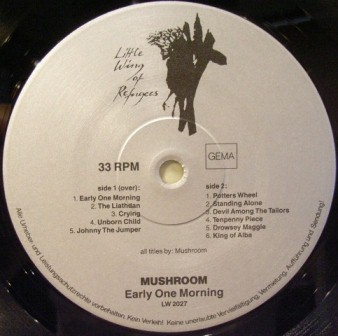 Little
Wing
of
Refugees
33 RPM
GEMA
side 1 (over):
1. Early One Morning
2. The Liathdan
3. Crying
4. Unborn Child
5. Johnny The Jumper
side 2:
1. Potters Wheel
2. Standing Alone
3. Devil Among The Tailors
4. Tenpenny Piece
5. Drowsey Maggie
6. King of Alba
all titles by: Mushroom
MUSHROOM
Early One Morning
LW 2027
Alle Urheber und Leistungsschutzrechte vorbehalten. Kein Verleih! Keine unerlaubte Vervielfältigung, Vermietung, Aufführung und Sendung!